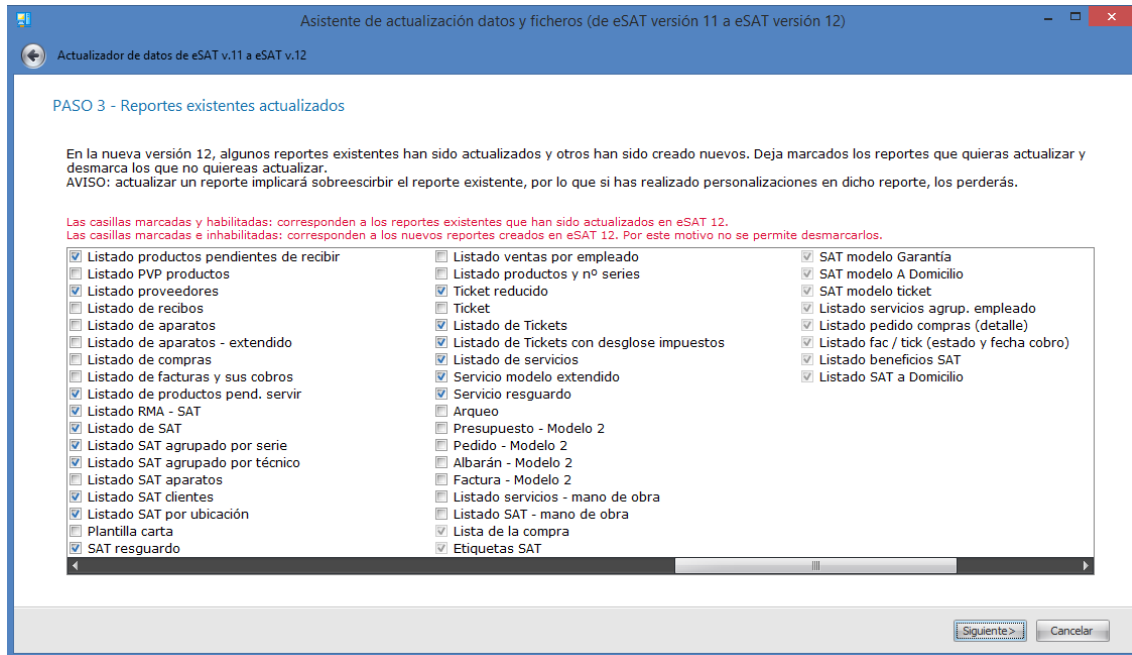 Asistente de actualización datos y ficheros (de eSAT versión 11 a eSAT versión 12)
Actualizador de datos de eSAT v.11 a eSAT v.12
PASO 3 - Reportes existentes actualizados
En la nueva versión 12, algunos reportes existentes han sido actualizados y otros han sido creado nuevos. Deja marcados los reportes que quieras actualizar y
desmarca los que no quiereas actualizar.
AVISO: actualizar un reporte implicará sobreescirbir el reporte existente, por lo que si has realizado personalizaciones en dicho reporte, los perderás.
Las casillas marcadas y habilitadas: corresponden a los reportes existentes que han sido actualizados en eSAT 12.
Las casillas marcadas e inhabilitadas: corresponden a los nuevos reportes creados en eSAT 12. Por este motivo no se permite desmarcarlos.
Listado productos pendientes de recibir
Listado PVP productos
Listado proveedores
Listado de recibos
Listado de aparatos
Listado de aparatos - extendido
Listado de compras
Listado de facturas y sus cobros
Listado de productos pend. servir
Listado RMA - SAT
Listado de SAT
Listado SAT agrupado por serie
Listado SAT agrupado por técnico
Listado SAT aparatos
Listado SAT clientes
Listado SAT por ubicación
Plantilla carta
SAT resguardo
Listado ventas por empleado
Listado productos y nº series
Ticket reducido
Ticket
Listado de Tickets
Listado de Tickets con desglose impuestos
Listado de servicios
Servicio modelo extendido
Servicio resguardo
Arqueo
Presupuesto - Modelo 2
Pedido - Modelo 2
Albarán - Modelo 2
Factura - Modelo 2
Listado servicios - mano de obra
Listado SAT - mano de obra
Lista de la compra
Etiquetas SAT
SAT modelo Garantía
SAT modelo A Domicilio
SAT modelo ticket
Listado servicios agrup. empleado
Listado pedido compras (detalle)
Listado fac / tick (estado y fecha cobro)
Listado beneficios SAT
Listado SAT a Domicilio
Siguiente >
Cancelar